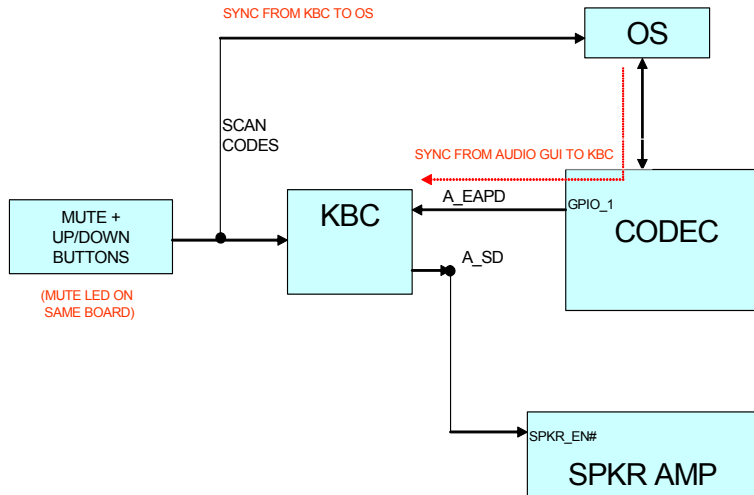 SYNC FROM KBC TO OS
OS
SCAN
CODES
SYNC FROM AUDIO GUI TO KBC
MUTE +
UP/DOWN
BUTTONS
KBC
A_EAPD
GPIO_1
CODEC
A_SD
(MUTE LED ON
SAME BOARD)
SPKR_EN#
SPKR AMP